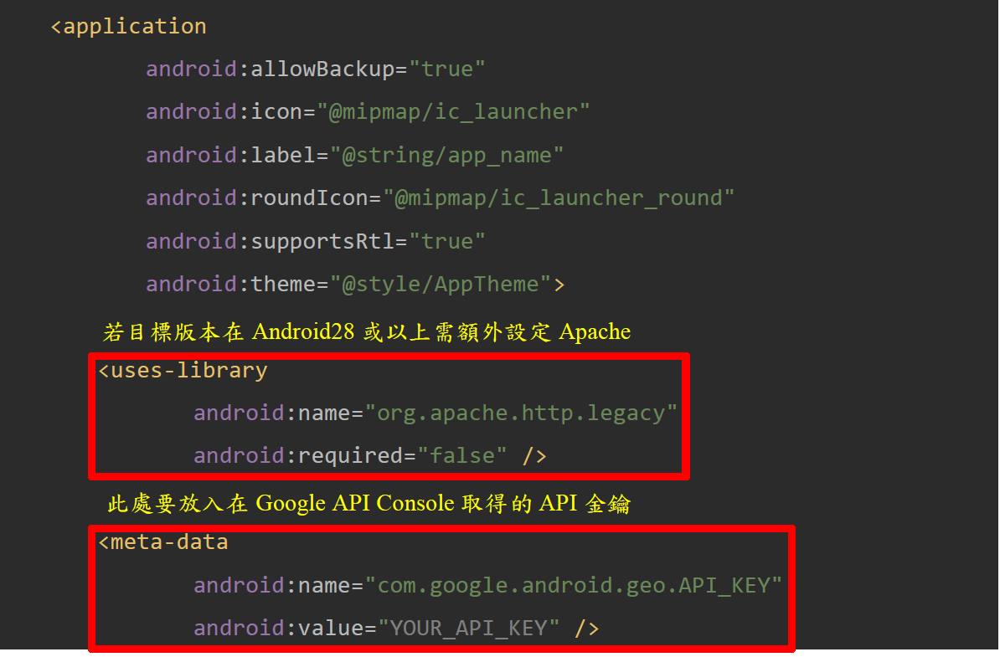 <application
android:allowBackup="true"
android:icon="@mipmap/ic_launcher"
android:label="@string/app_name"
android:roundIcon="@mipmap/ic_launcher_round"
android:supportsRtl="true"
android:theme="@style/AppTheme">
若目標版本在 Android28 或以上需額外設定 Apache
<uses-library
android:name="org.apache.http.legacy"
android:required="false" />
此處要放入在 Google API Console 取得的 API 金鑰
<meta-data
android:name="com.google.android.geo.API_KEY"
android:value="YOUR_API_KEY" />